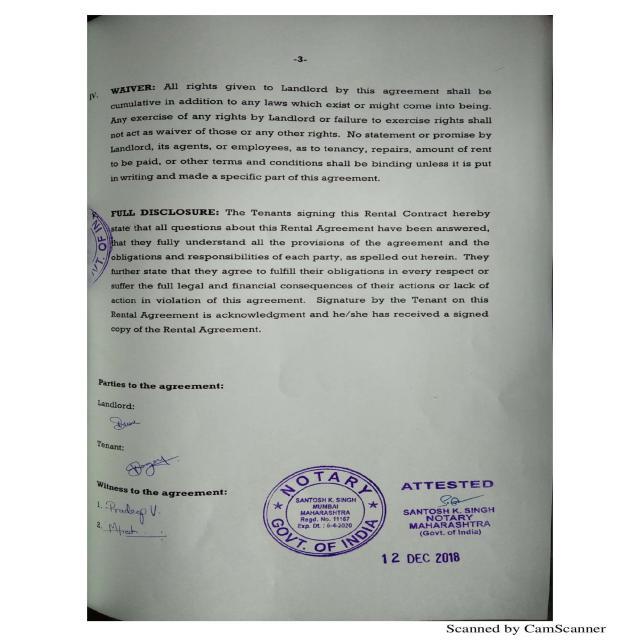 -3-
IV. WAIVER: All rights given to Landlord by this agreement shall be
cumulative in addition to any laws which exist or might come into being.
Any exercise of any rights by Landlord or failure to exercise rights shall
not act as waiver of those or any other rights. No statement or promise by
Landlord, its agents, or employees, as to tenancy, repairs, amount of rent
to be paid, or other terms and conditions shall be binding unless it is put
in writing and made a specific part of this agreement.
FULL DISCLOSURE: The Tenants signing this Rental Contract hereby
state that all questions about this Rental Agreement have been answered,
that they fully understand all the provisions of the agreement and the
obligations and responsibilities of each party, as spelled out herein. They
further state that they agree to fulfill their obligations in every respect or
suffer the full legal and financial consequences of their actions or lack of
action in violation of this agreement. Signature by the Tenant on this
Rental Agreement is acknowledgment and he/she has received a signed
copy of the Rental Agreement.
VT. OF IN
Parties to the agreement:
Landlord:
Tenant:
Witness to the agreement:
1. Pradeep V.
2.
NOTARY
SANTOSH K. SINGH
MUMBAI
MAHARASHTRA
Regd. No. 11167
Exp. Dt. : 6-4-2020
GOVT. OF INDIA
ATTESTED
SANTOSH K. SINGH
NOTARY
MAHARASHTRA
(Govt. of India)
12 DEC 2018
Scanned by CamScanner